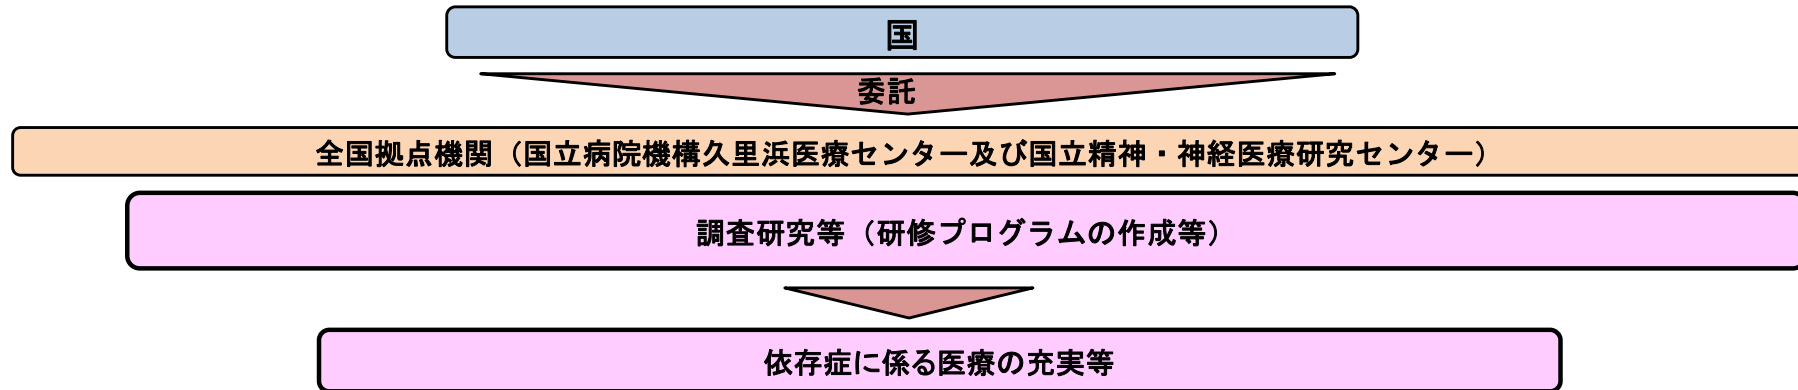 国
委託
全国拠点機関（国立病院機構久里浜医療センター及び国立精神・神経医療研究センター）
調査研究等（研修プログラムの作成等）
依存症に係る医療の充実等